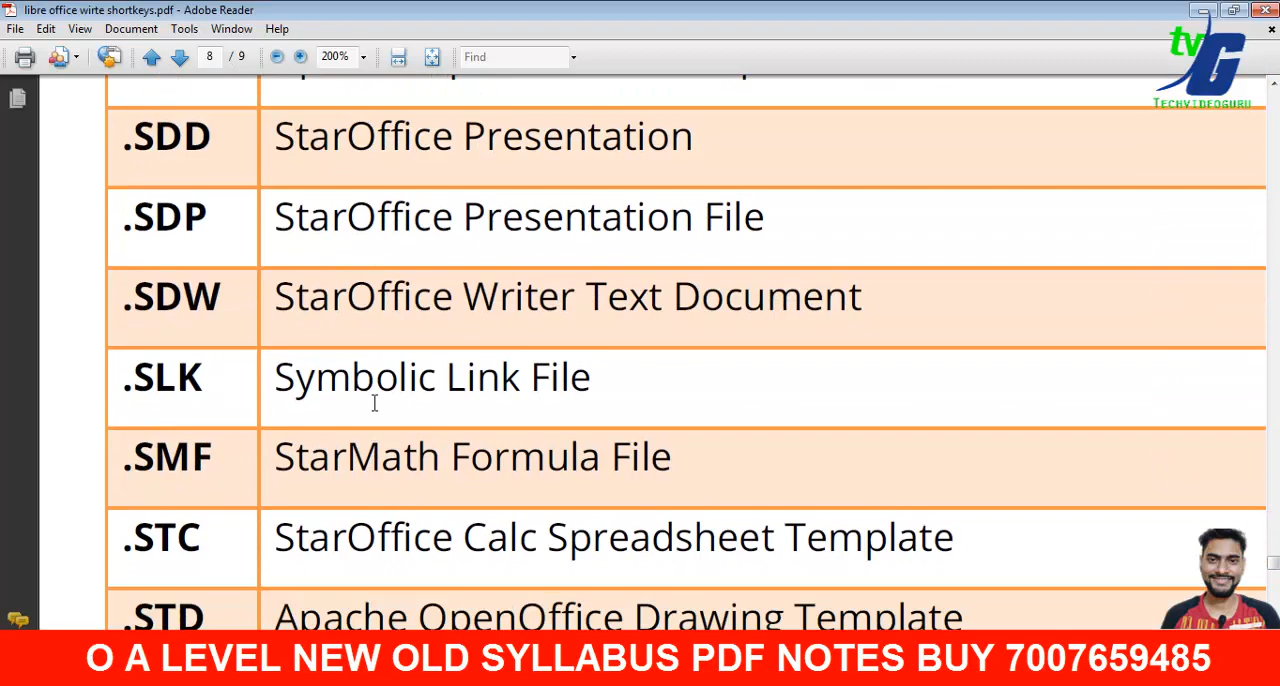 libre office wirte shortkeys.pdf - Adobe Reader
File Edit View Document Tools Window Help
8 / 9 200% Find
tvG
TECHVIDEOGURU
.SDD StarOffice Presentation
.SDP StarOffice Presentation File
.SDW StarOffice Writer Text Document
.SLK Symbolic Link File
.SMF StarMath Formula File
.STC StarOffice Calc Spreadsheet Template
.STD Apache OpenOffice Drawing Template
O A LEVEL NEW OLD SYLLABUS PDF NOTES BUY 7007659485